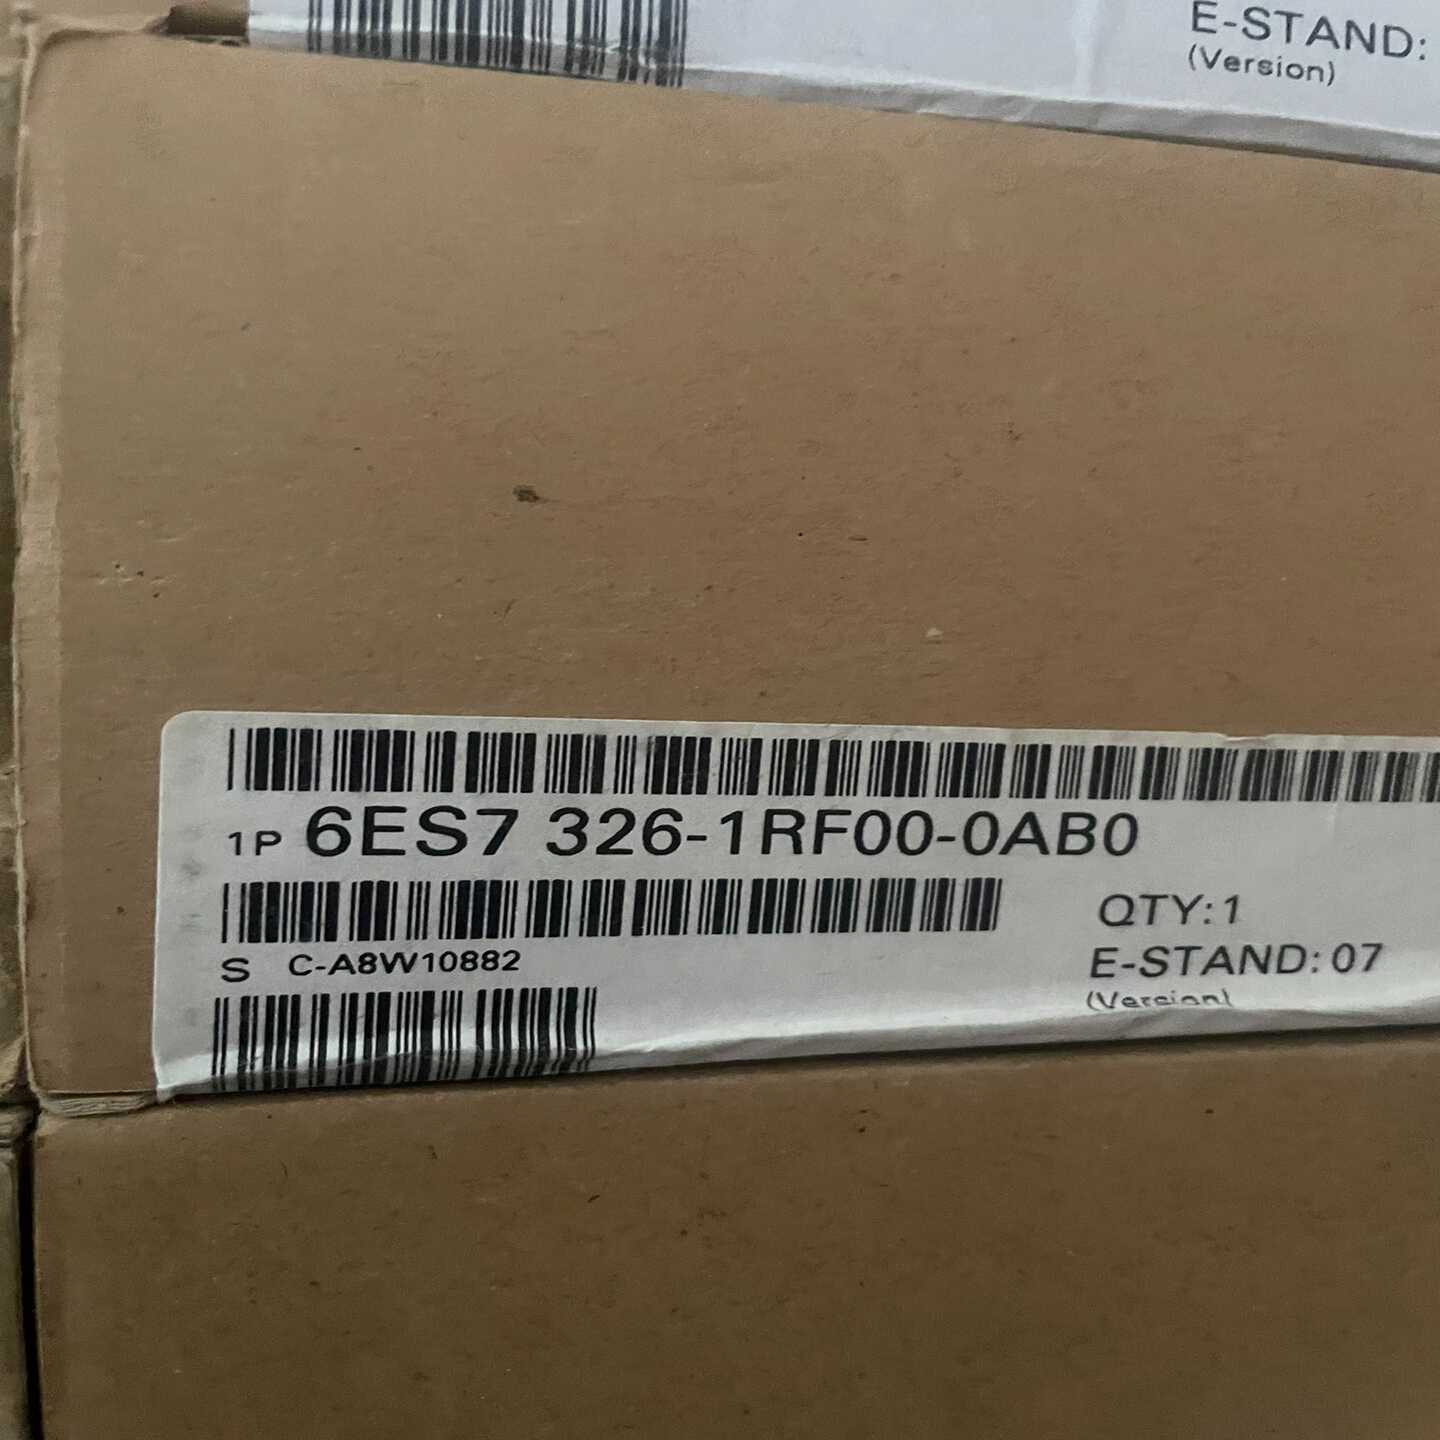 E-STAND:
(Version)
1P 6ES7 326-1RF00-0AB0
S C-A8W10882
QTY:1
E-STAND:07
(Version)